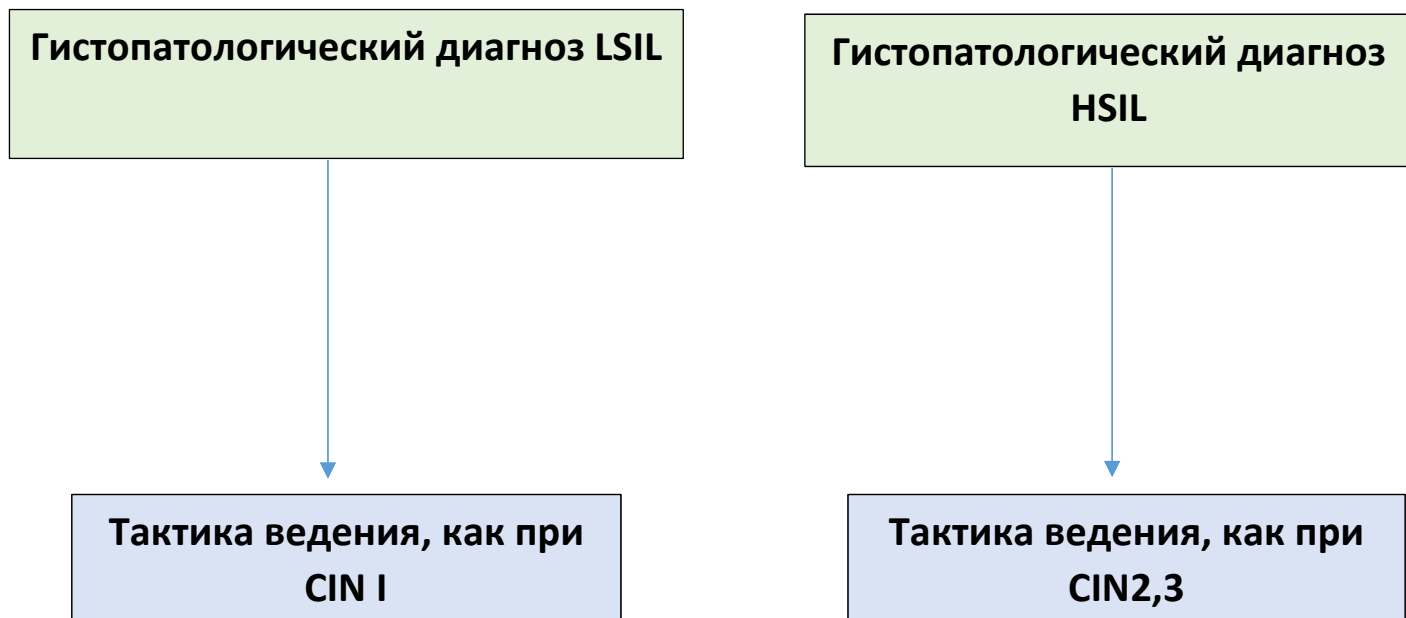 Гистопатологический диагноз LSIL
Гистопатологический диагноз
HSIL
Тактика ведения, как при
CIN I
Тактика ведения, как при
CIN2,3